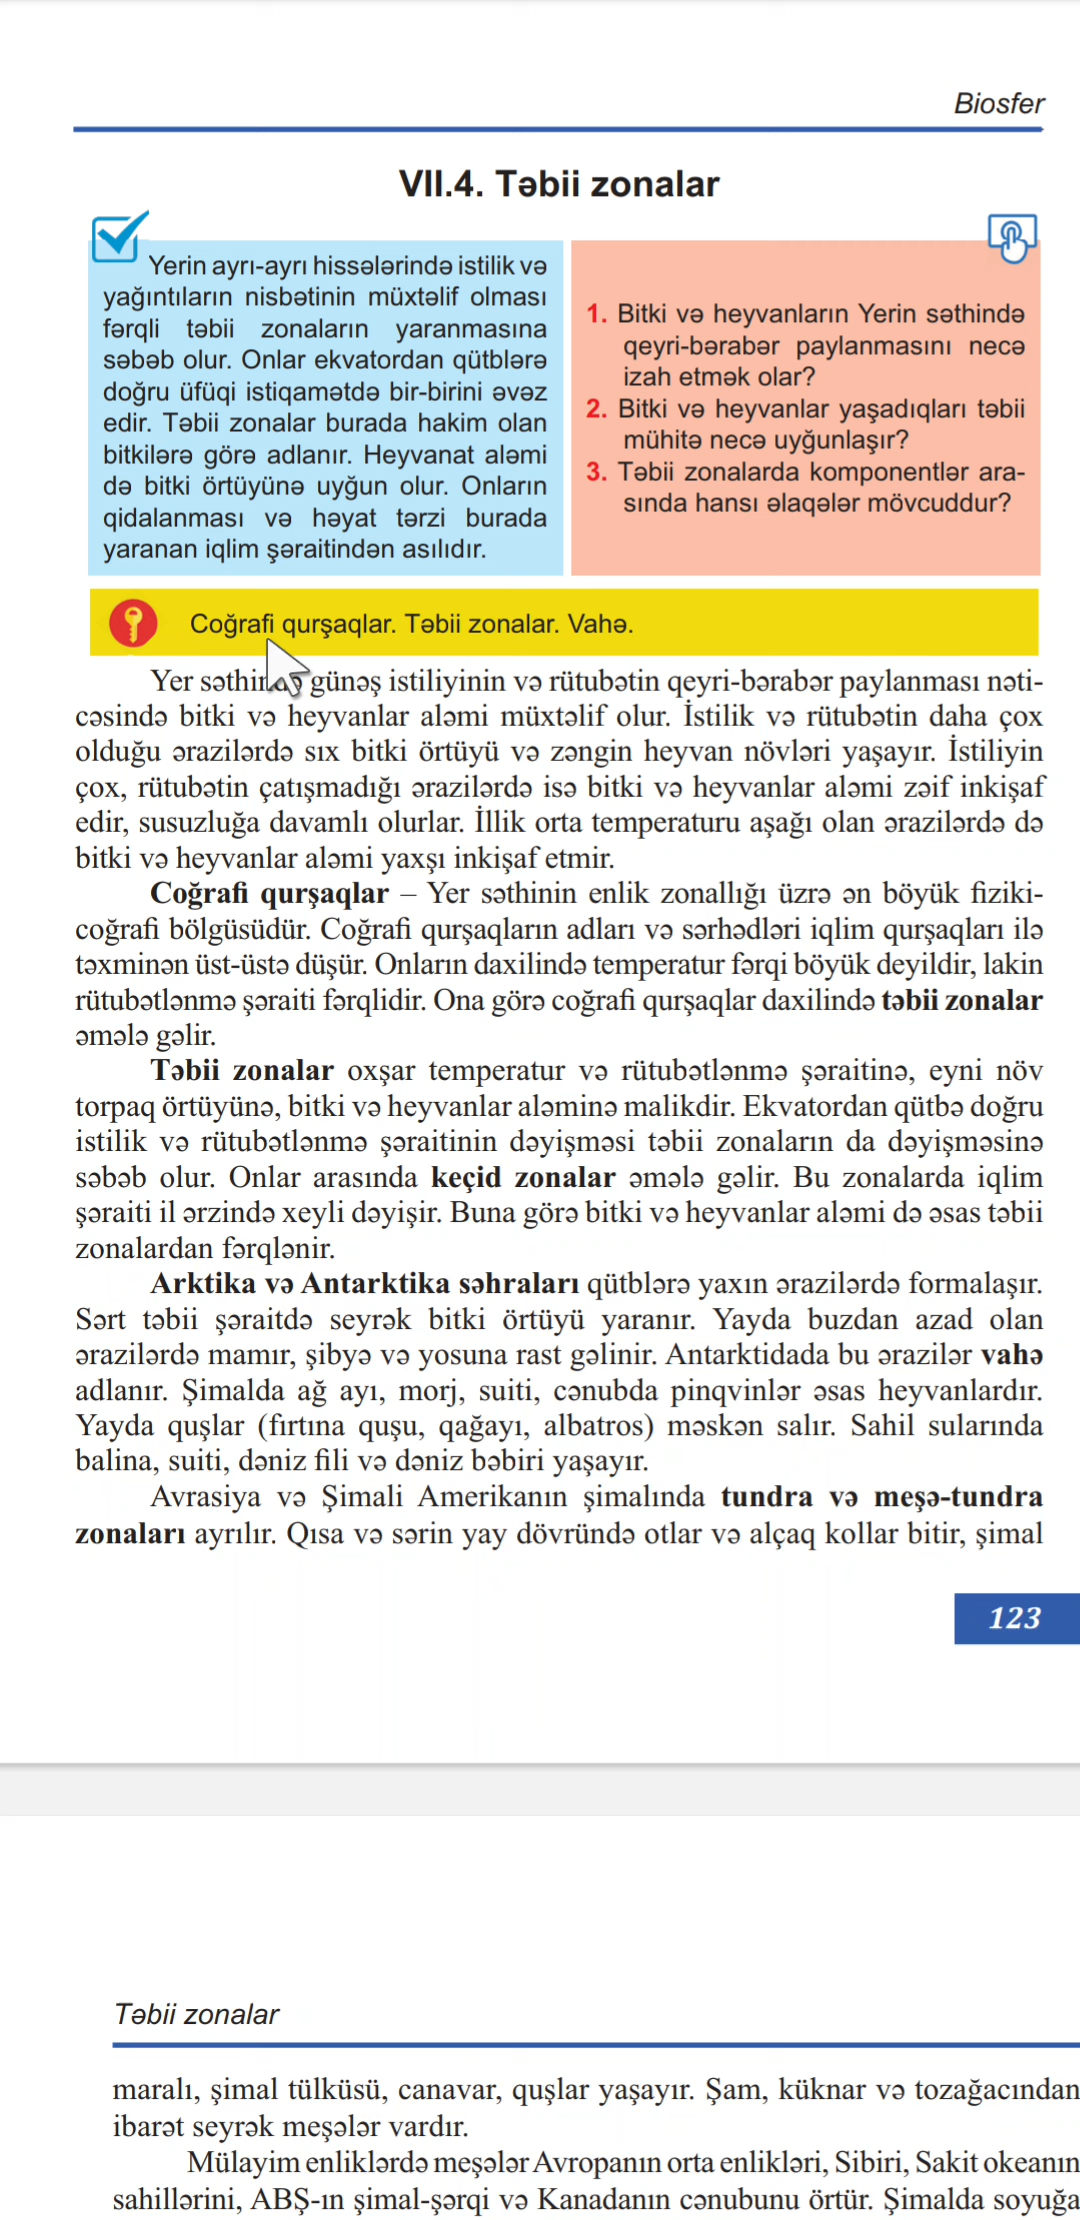 Biosfer
VII.4. Təbii zonalar
Yerin ayrı-ayrı hissələrində istilik və
yağıntıların nisbətinin müxtəlif olması
fərqli təbii zonaların yaranmasına
səbəb olur. Onlar ekvatordan qütblərə
doğru üfüqi istiqamətdə bir-birini əvəz
edir. Təbii zonalar burada hakim olan
bitkilərə görə adlanır. Heyvanat aləmi
də bitki örtüyünə uyğun olur. Onların
qidalanması və həyat tərzi burada
yaranan iqlim şəraitindən asılıdır.
1. Bitki və heyvanların Yerin səthində
qeyri-bərabər paylanmasını necə
izah etmək olar?
2. Bitki və heyvanlar yaşadıqları təbii
mühitə necə uyğunlaşır?
3. Təbii zonalarda komponentlər ara-
sında hansı əlaqələr mövcuddur?
Coğrafi qurşaqlar. Təbii zonalar. Vahə.
Yer günəş istiliyinin və rütubətin qeyri-bərabər paylanması nəti-
cəsində bitki və heyvanlar aləmi müxtəlif olur. İstilik və rütubətin daha çox
olduğu ərazilərdə sıx bitki örtüyü və zəngin heyvan növləri yaşayır. İstiliyin
çox, rütubətin çatışmadığı ərazilərdə isə bitki və heyvanlar aləmi zəif inkişaf
edir, susuzluğa davamlı olurlar. İllik orta temperaturu aşağı olan ərazilərdə də
bitki və heyvanlar aləmi yaxşı inkişaf etmir.
Coğrafi qurşaqlar – Yer səthinin enlik zonallığı üzrə ən böyük fiziki-
coğrafi bölgüsüdür. Coğrafi qurşaqların adları və sərhədləri iqlim qurşaqları ilə
təxminən üst-üstə düşür. Onların daxilində temperatur fərqi böyük deyildir, lakin
rütubətlənmə şəraiti fərqlidir. Ona görə coğrafi qurşaqlar daxilində təbii zonalar
əmələ gəlir.
Təbii zonalar oxşar temperatur və rütubətlənmə şəraitinə, eyni növ
torpaq örtüyünə, bitki və heyvanlar aləminə malikdir. Ekvatordan qütbə doğru
istilik və rütubətlənmə şəraitinin dəyişməsi təbii zonaların da dəyişməsinə
səbəb olur. Onlar arasında keçid zonalar əmələ gəlir. Bu zonalarda iqlim
şəraiti il ərzində xeyli dəyişir. Buna görə bitki və heyvanlar aləmi də əsas təbii
zonalardan fərqlənir.
Arktika və Antarktika səhraları qütblərə yaxın ərazilərdə formalaşır.
Sərt təbii şəraitdə seyrək bitki örtüyü yaranır. Yayda buzdan azad olan
ərazilərdə mamır, şibyə və yosuna rast gəlinir. Antarktidada bu ərazilər vahə
adlanır. Şimalda ağ ayı, morj, suiti, cənubda pinqvinlər əsas heyvanlardır.
Yayda quşlar (fırtına quşu, qağayı, albatros) məskən salır. Sahil sularında
balina, suiti, dəniz fili və dəniz bəbiri yaşayır.
Avrasiya və Şimali Amerikanın şimalında tundra və meşə-tundra
zonaları ayrılır. Qısa və sərin yay dövründə otlar və alçaq kollar bitir, şimal
123
Təbii zonalar
maralı, şimal tülküsü, canavar, quşlar yaşayır. Şam, küknar və tozağacından
ibarət seyrək meşələr vardır.
Mülayim enliklərdə meşələr Avropanın orta enlikləri, Sibiri, Sakit okeanın
sahillərini, ABŞ-ın şimal-şərqi və Kanadanın cənubunu örtür. Şimalda soyuğa